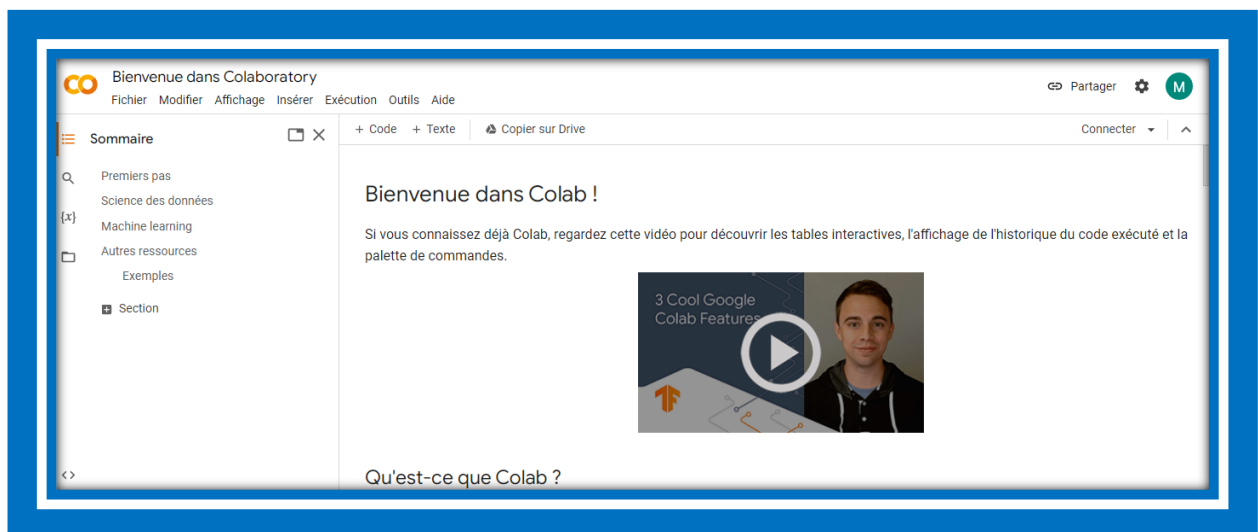 Bienvenue dans Colaboratory
Fichier Modifier Affichage Insérer Exécution Outils Aide
Partager
M
Sommaire
Premiers pas
Science des données
Machine learning
Autres ressources
Exemples
Section
+ Code + Texte Copier sur Drive
Connecter
Bienvenue dans Colab !
Si vous connaissez déjà Colab, regardez cette vidéo pour découvrir les tables interactives, l'affichage de l'historique du code exécuté et la
palette de commandes.
3 Cool Google
Colab Features
Qu'est-ce que Colab ?
{x}